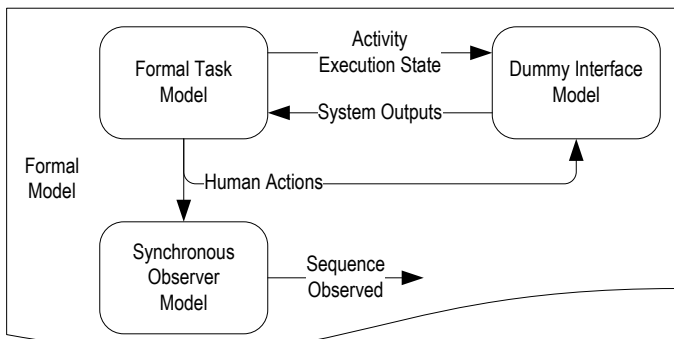 Formal Task
Model
Activity
Execution State
System Outputs
Dummy Interface
Model
Formal
Model
Human Actions
Synchronous
Observer
Model
Sequence
Observed